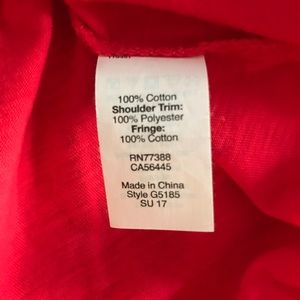 100% Cotton
Shoulder Trim:
100% Polyester
Fringe:
100% Cotton
RN77388
CA56445
Made in China
Style G5185
SU 17